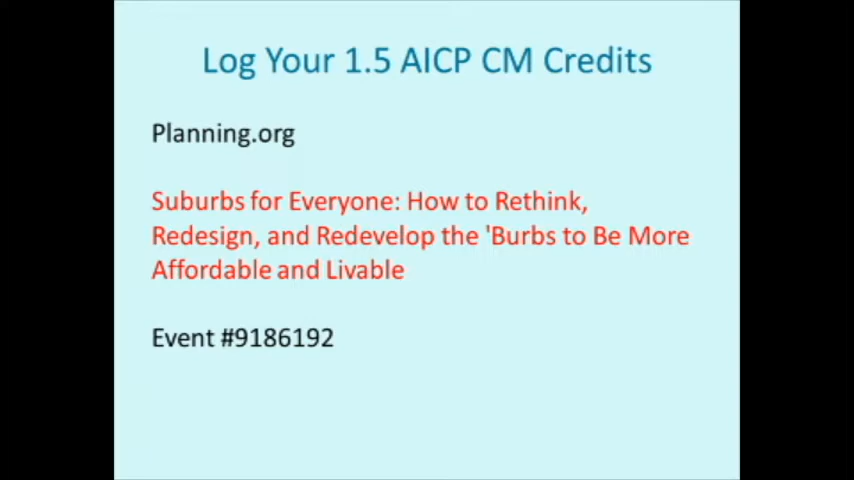 Log Your 1.5 AICP CM Credits
Planning.org
Suburbs for Everyone: How to Rethink,
Redesign, and Redevelop the 'Burbs to Be More
Affordable and Livable
Event #9186192